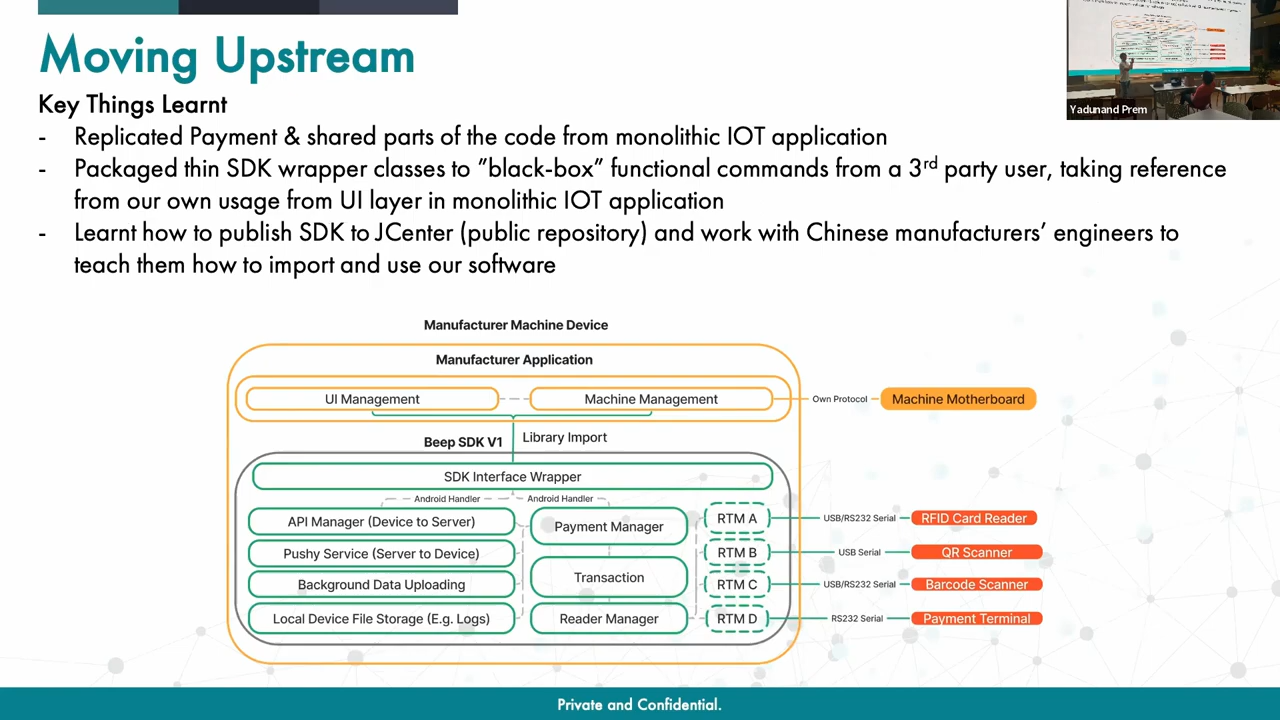 Moving Upstream
Key Things Learnt
- Replicated Payment & shared parts of the code from monolithic IOT application
- Packaged thin SDK wrapper classes to ”black-box” functional commands from a 3rd party user, taking reference
from our own usage from UI layer in monolithic IOT application
- Learnt how to publish SDK to JCenter (public repository) and work with Chinese manufacturers’ engineers to
teach them how to import and use our software
Yadunand Prem
Manufacturer Machine Device
Manufacturer Application
UI Management
Machine Management
Own Protocol
Machine Motherboard
Beep SDK V1
Library Import
SDK Interface Wrapper
Android Handler
Android Handler
API Manager (Device to Server)
Pushy Service (Server to Device)
Background Data Uploading
Local Device File Storage (E.g. Logs)
Payment Manager
Transaction
Reader Manager
RTM A
USB/RS232 Serial
RFID Card Reader
RTM B
USB Serial
QR Scanner
RTM C
USB/RS232 Serial
Barcode Scanner
RTM D
RS232 Serial
Payment Terminal
Private and Confidential.